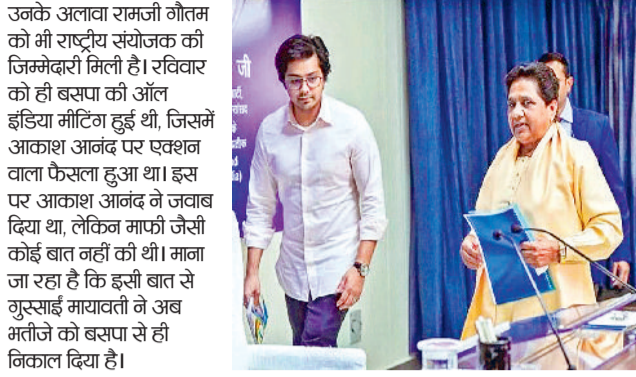 उनके अलावा रामजी गौतम
को भी राष्ट्रीय संयोजक की
जिम्मेदारी मिली है। रविवार
को ही बसपा की ऑल
इंडिया मीटिंग हुई थी, जिसमें
आकाश आनंद पर एक्शन
वाला फैसला हुआ था। इस
पर आकाश आनंद ने जवाब
दिया था, लेकिन माफी जैसी
कोई बात नहीं की थी। माना
जा रहा है कि इसी बात से
गुस्साईं मायावती ने अब
भतीजे को बसपा से ही
निकाल दिया है।
जी